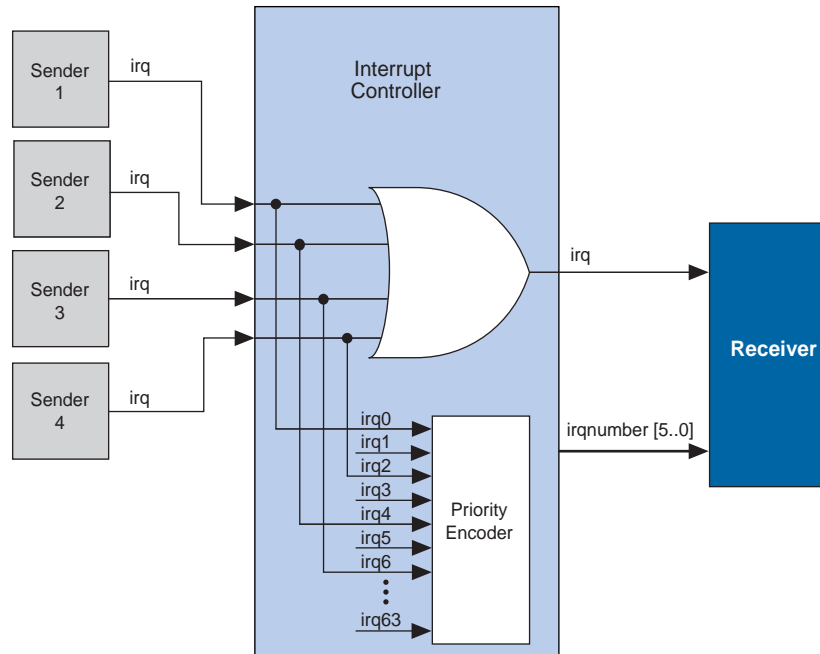 Sender
1
irq
Sender
2
irq
Sender
3
irq
Sender
4
irq
Interrupt
Controller
irq0
irq1
irq2
irq3
irq4
irq5
irq6
irq63
Priority
Encoder
irq
irqnumber [5..0]
Receiver